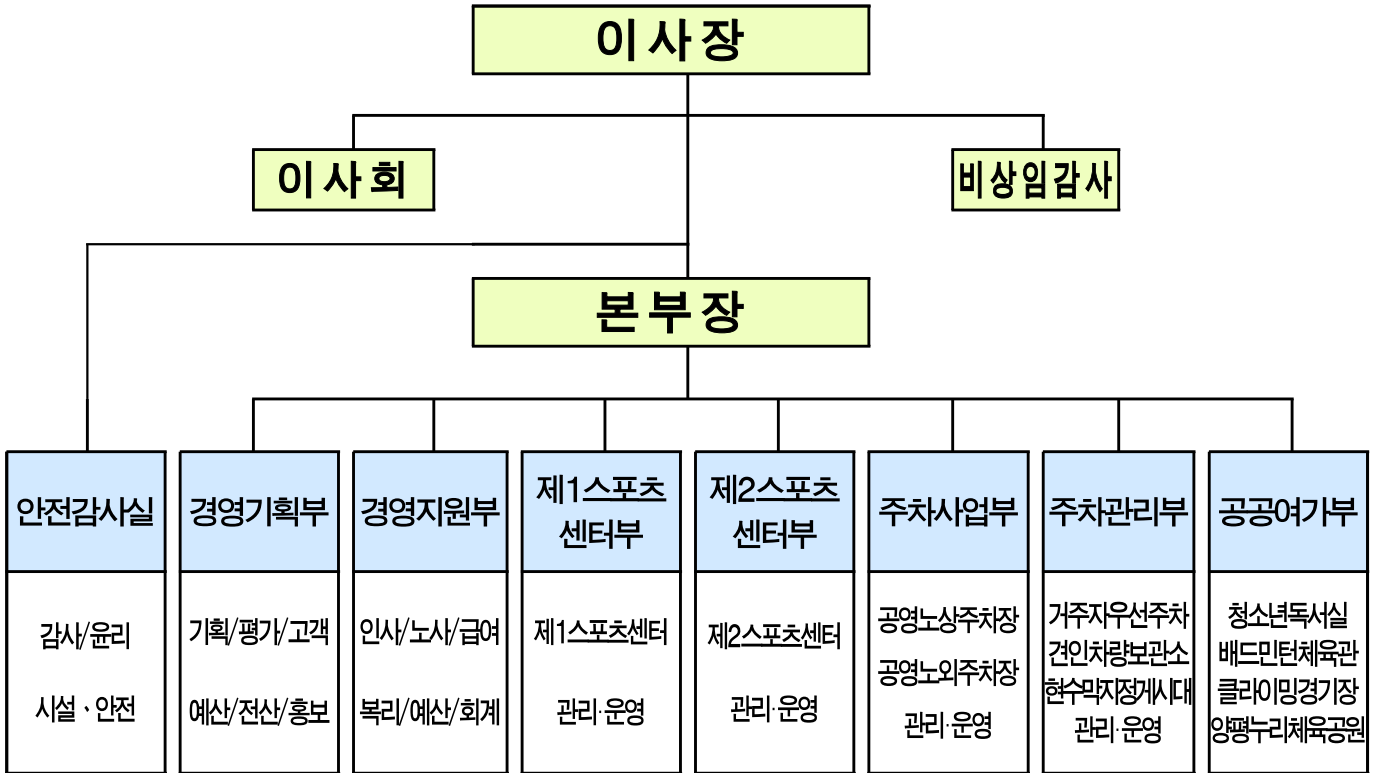 이사장
이사회
비상임감사
본부장
안전감사실
경영기획부
경영지원부
제1스포츠
센터부
제2스포츠
센터부
주차사업부
주차관리부
공공여가부
감사/윤리
시설、안전
기획/평가/고객
예산/전산/홍보
인사/노사/급여
복리/예산/회계
제1스포츠센터
관리·운영
제2스포츠센터
관리·운영
공영노상주차장
공영노외주차장
관리·운영
거주자우선주차
견인차량보관소
현수막지정게시대
관리·운영
청소년독서실
배드민턴체육관
클라이밍경기장
양평누리체육공원